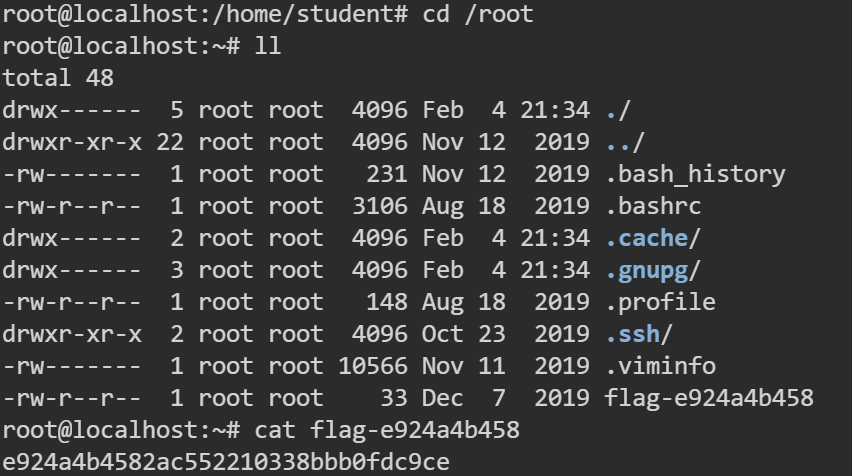 root@localhost:/home/student# cd /root
root@localhost:~# ll
total 48
drwx------  5 root root  4096 Feb  4 21:34 ./
drwxr-xr-x 22 root root  4096 Nov 12  2019 ../
-rw-------  1 root root   231 Nov 12  2019 .bash_history
-rw-r--r--  1 root root  3106 Aug 18  2019 .bashrc
drwx------  2 root root  4096 Feb  4 21:34 .cache/
drwx------  3 root root  4096 Feb  4 21:34 .gnupg/
-rw-r--r--  1 root root   148 Aug 18  2019 .profile
drwxr-xr-x  2 root root  4096 Oct 23  2019 .ssh/
-rw-------  1 root root 10566 Nov 11  2019 .viminfo
-rw-r--r--  1 root root    33 Dec  7  2019 flag-e924a4b458
root@localhost:~# cat flag-e924a4b458
e924a4b4582ac552210338bbb0fdc9ce